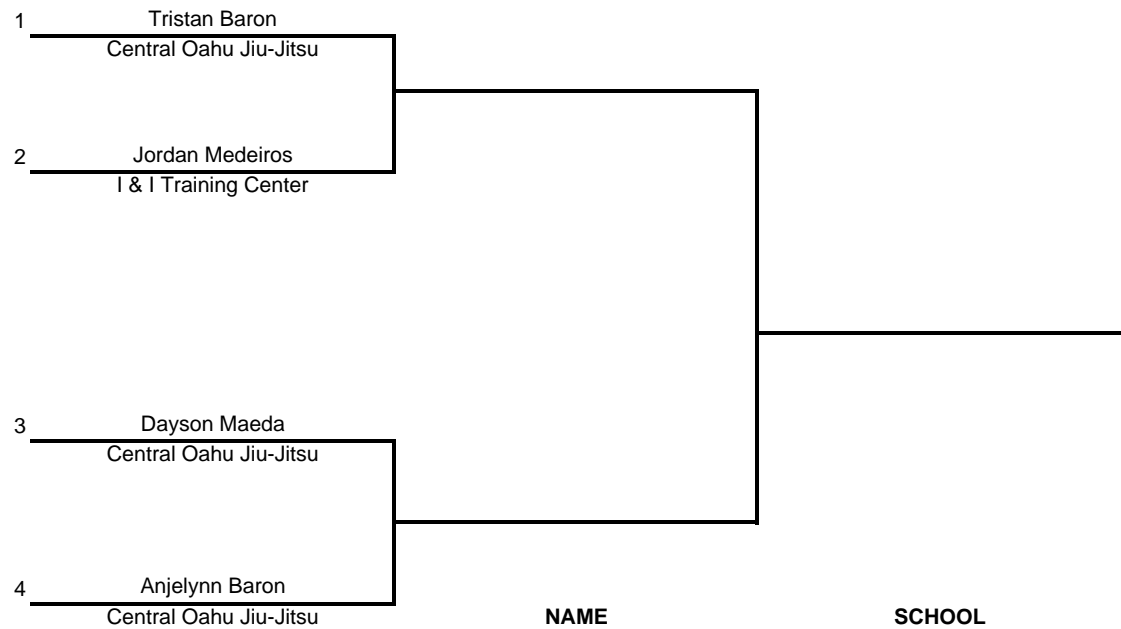 1 Tristan Baron
Central Oahu Jiu-Jitsu
2 Jordan Medeiros
I & I Training Center
3 Dayson Maeda
Central Oahu Jiu-Jitsu
4 Anjelynn Baron
Central Oahu Jiu-Jitsu NAME SCHOOL